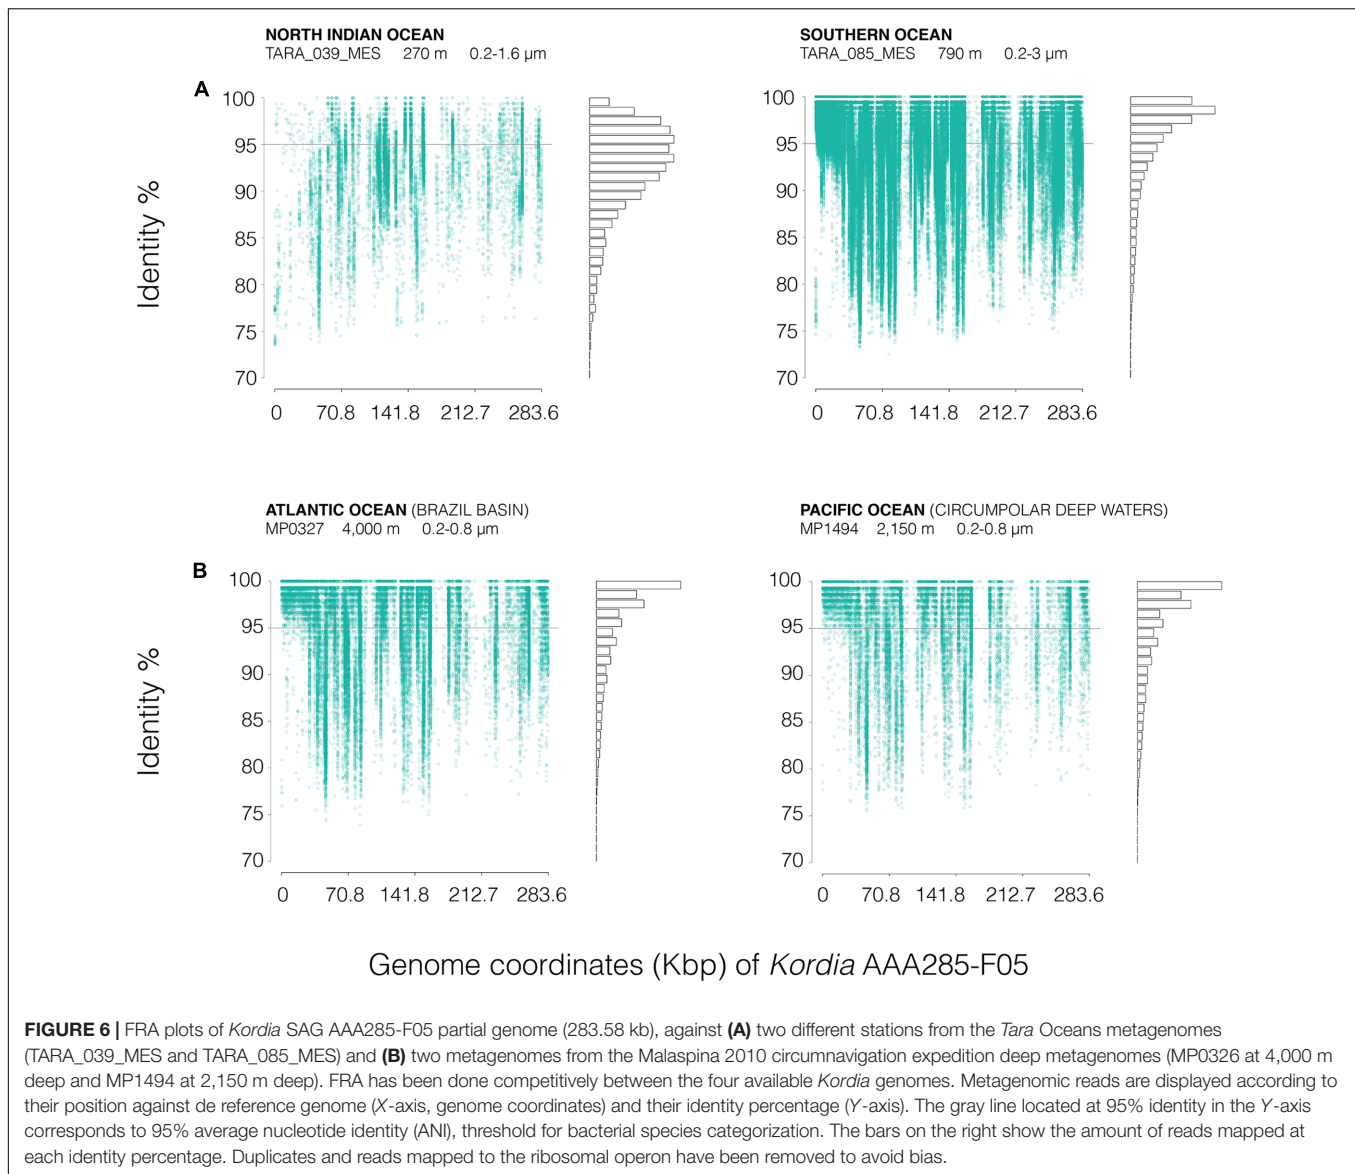 NORTH INDIAN OCEAN
TARA_039_MES 270 m 0.2-1.6 µm
SOUTHERN OCEAN
TARA_085_MES 790 m 0.2-3 µm
A
Identity %
100
95
90
85
80
75
70
0 70.8 141.8 212.7 283.6
100
95
90
85
80
75
70
0 70.8 141.8 212.7 283.6
ATLANTIC OCEAN (BRAZIL BASIN)
MP0327 4,000 m 0.2-0.8 µm
PACIFIC OCEAN (CIRCUMPOLAR DEEP WATERS)
MP1494 2,150 m 0.2-0.8 µm
B
Identity %
100
95
90
85
80
75
70
0 70.8 141.8 212.7 283.6
100
95
90
85
80
75
70
0 70.8 141.8 212.7 283.6
Genome coordinates (Kbp) of Kordia AAA285-F05
FIGURE 6 | FRA plots of Kordia SAG AAA285-F05 partial genome (283.58 kb), against (A) two different stations from the Tara Oceans metagenomes
(TARA_039_MES and TARA_085_MES) and (B) two metagenomes from the Malaspina 2010 circumnavigation expedition deep metagenomes (MP0326 at 4,000 m
deep and MP1494 at 2,150 m deep). FRA has been done competitively between the four available Kordia genomes. Metagenomic reads are displayed according to
their position against de reference genome (X-axis, genome coordinates) and their identity percentage (Y-axis). The gray line located at 95% identity in the Y-axis
corresponds to 95% average nucleotide identity (ANI), threshold for bacterial species categorization. The bars on the right show the amount of reads mapped at
each identity percentage. Duplicates and reads mapped to the ribosomal operon have been removed to avoid bias.